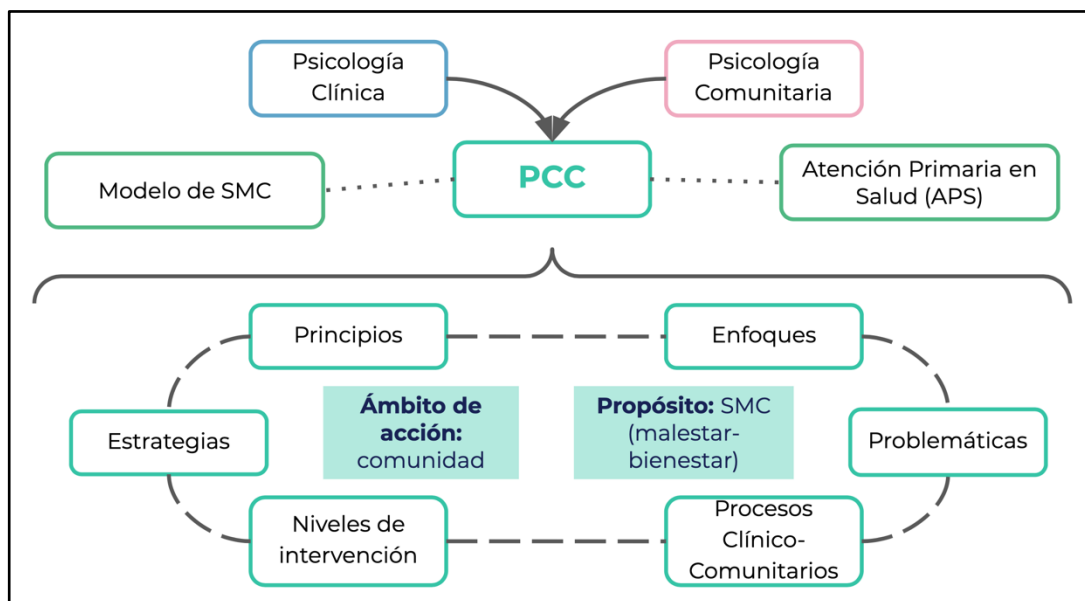 Psicología
Clínica
Psicología
Comunitaria
PCC
Modelo de SMC
Atención Primaria en
Salud (APS)
Principios
Enfoques
Ámbito de
acción:
comunidad
Propósito: SMC
(malestar-
bienestar)
Estrategias
Problemáticas
Niveles de
intervención
Procesos
Clínico-
Comunitarios